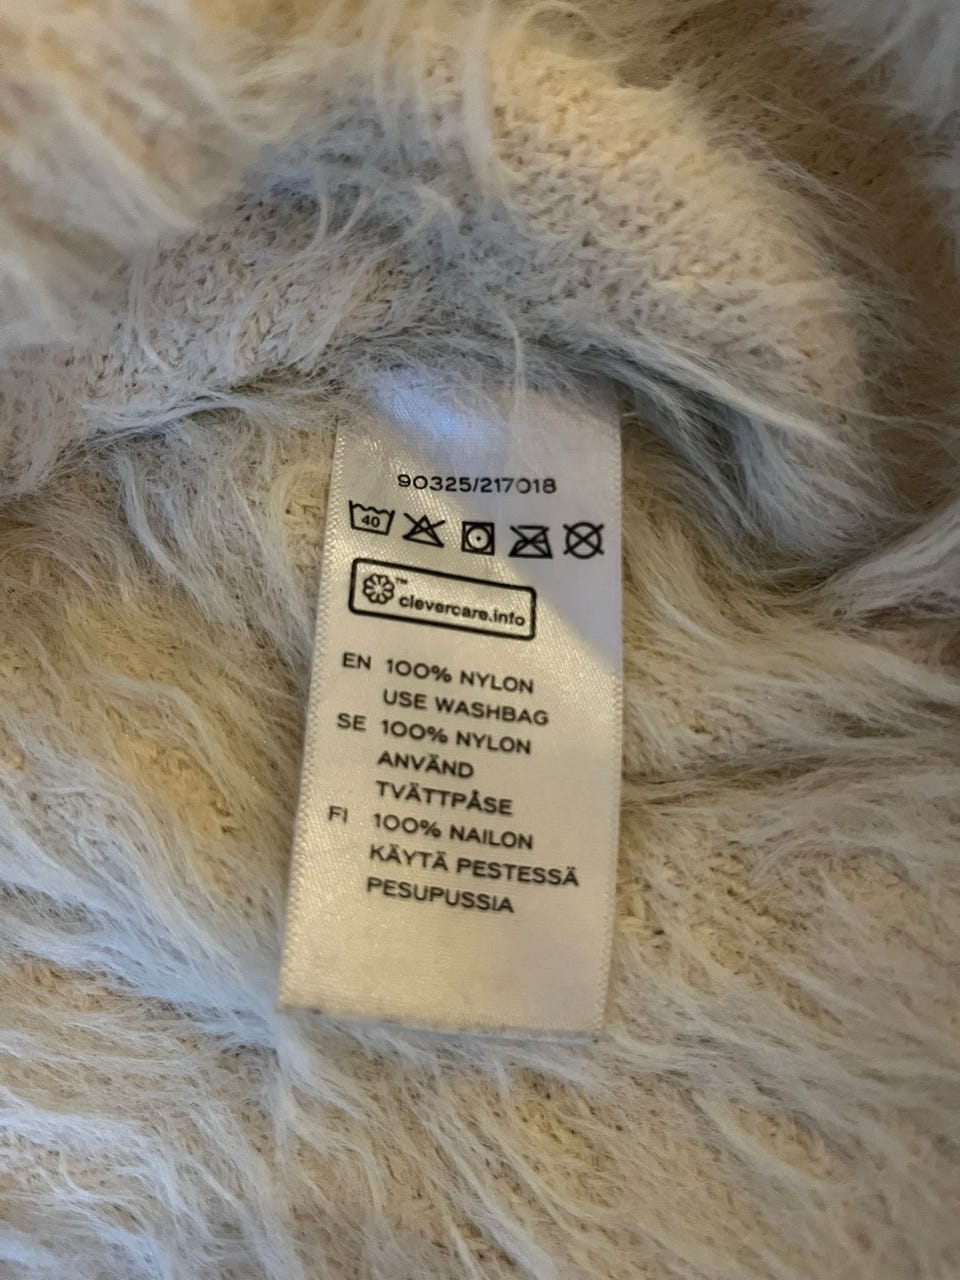 90325/217018
40
™
clevercare.info
EN 100% NYLON
USE WASHBAG
SE 100% NYLON
ANVÄND
TVÄTTPÅSE
FI 100% NAILON
KÄYTÄ PESTESSÄ
PESUPUSSIA